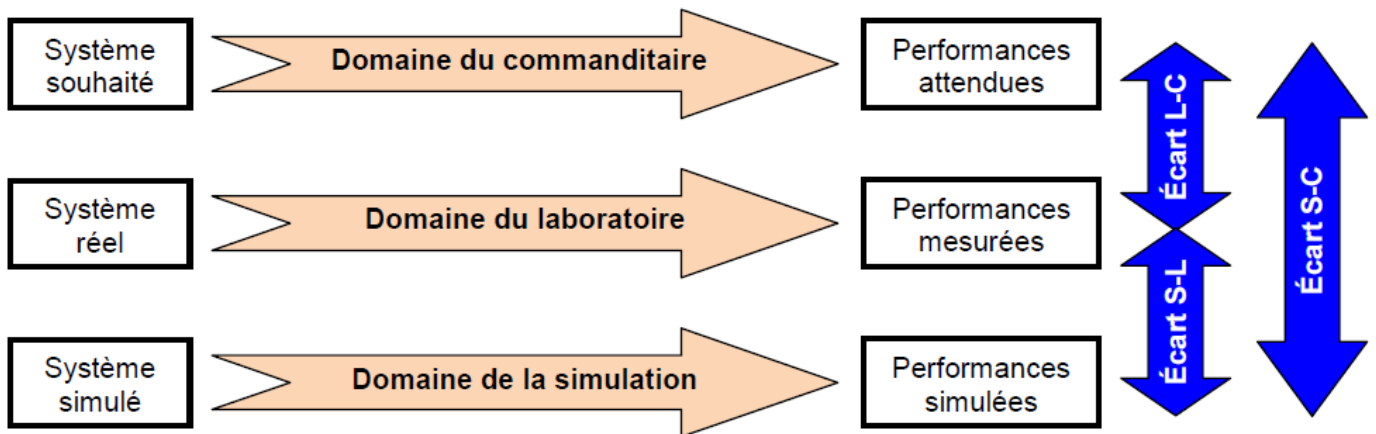 Système
souhaité
Domaine du commanditaire
Performances
attendues
Système
réel
Domaine du laboratoire
Performances
mesurées
Système
simulé
Domaine de la simulation
Performances
simulées
Écart L-C
Écart S-L
Écart S-C